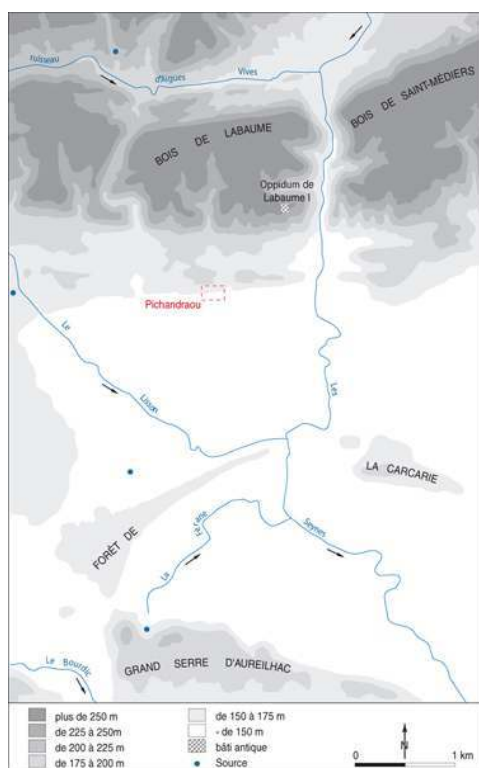 ruisseau
d'Aigues
Vives
BOIS DE LABAUME
BOIS DE SAINT-MÉDIERS
Oppidum de
Labaume I
Pichandraou
Le
Lisson
Les
LA CARCARIE
FORÊT DE
La
Seynes
Le Bourdic
GRAND SERRE D'AUREILHAC
plus de 250 m
de 225 à 250m
de 200 à 225 m
de 175 à 200 m
de 150 à 175 m
- de 150 m
bâti antique
Source
N
0
1 km